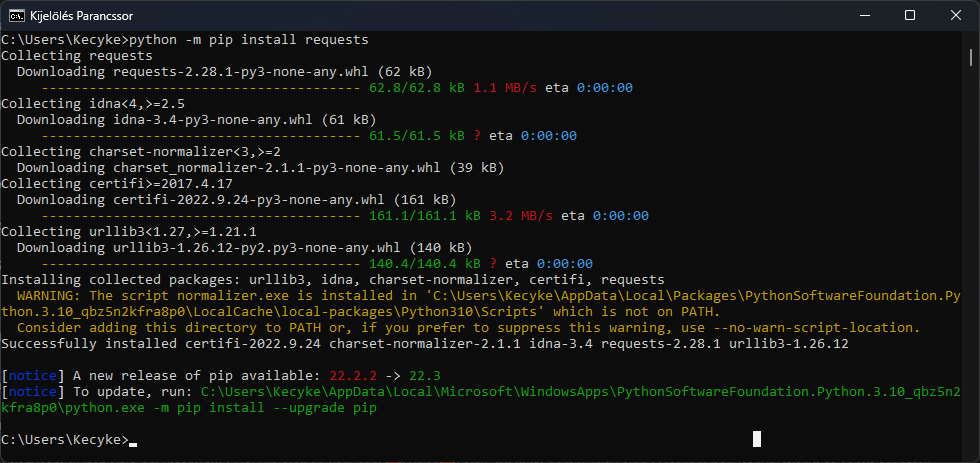 Kijelölés Parancssor
C:\Users\Kecyke>python -m pip install requests
Collecting requests
  Downloading requests-2.28.1-py3-none-any.whl (62 kB)
     ---------------------------------------- 62.8/62.8 kB 1.1 MB/s eta 0:00:00
Collecting idna<4,>=2.5
  Downloading idna-3.4-py3-none-any.whl (61 kB)
     ---------------------------------------- 61.5/61.5 kB ? eta 0:00:00
Collecting charset-normalizer<3,>=2
  Downloading charset_normalizer-2.1.1-py3-none-any.whl (39 kB)
Collecting certifi>=2017.4.17
  Downloading certifi-2022.9.24-py3-none-any.whl (161 kB)
     ---------------------------------------- 161.1/161.1 kB 3.2 MB/s eta 0:00:00
Collecting urllib3<1.27,>=1.21.1
  Downloading urllib3-1.26.12-py2.py3-none-any.whl (140 kB)
     ---------------------------------------- 140.4/140.4 kB ? eta 0:00:00
Installing collected packages: urllib3, idna, charset-normalizer, certifi, requests
  WARNING: The script normalizer.exe is installed in 'C:\Users\Kecyke\AppData\Local\Packages\PythonSoftwareFoundation.Py
thon.3.10_qbz5n2kfra8p0\LocalCache\local-packages\Python310\Scripts' which is not on PATH.
  Consider adding this directory to PATH or, if you prefer to suppress this warning, use --no-warn-script-location.
Successfully installed certifi-2022.9.24 charset-normalizer-2.1.1 idna-3.4 requests-2.28.1 urllib3-1.26.12
[notice] A new release of pip available: 22.2.2 -> 22.3
[notice] To update, run: C:\Users\Kecyke\AppData\Local\Microsoft\WindowsApps\PythonSoftwareFoundation.Python.3.10_qbz5n2
kfra8p0\python.exe -m pip install --upgrade pip
C:\Users\Kecyke>